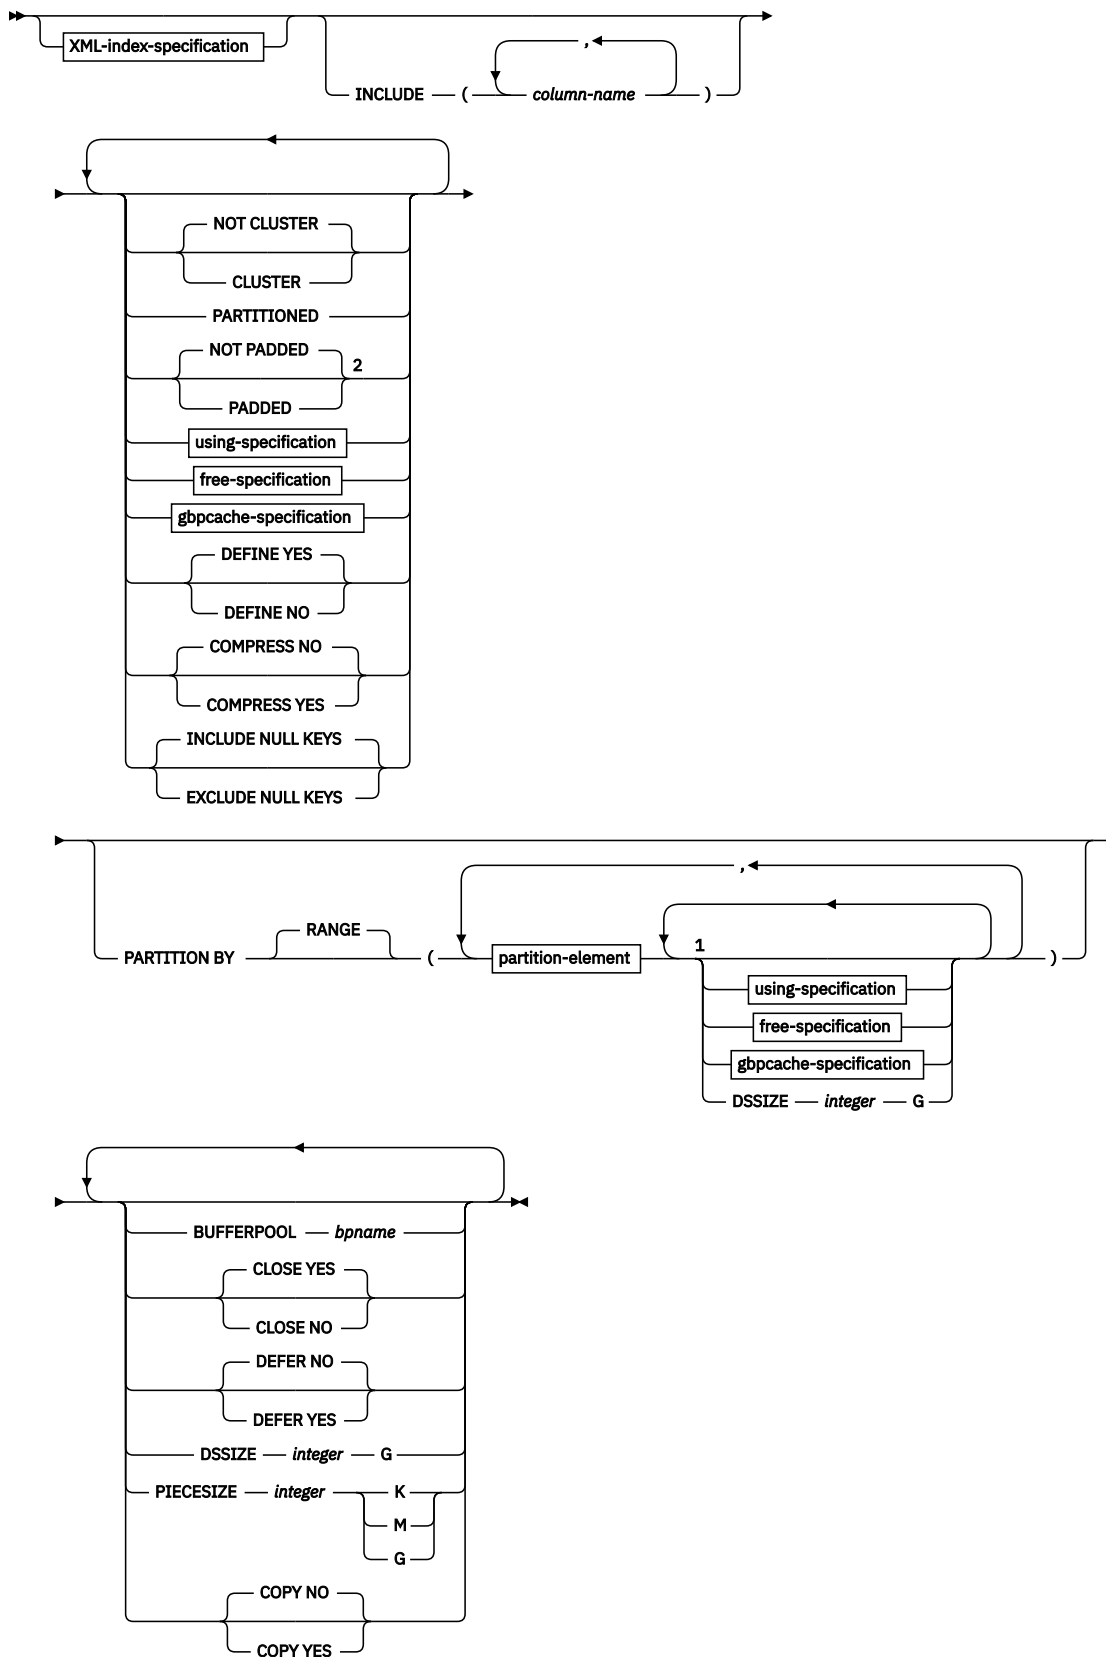 XML-index-specification
,
INCLUDE ( column-name )
NOT CLUSTER
CLUSTER
PARTITIONED
NOT PADDED
2
PADDED
using-specification
free-specification
gbpcache-specification
DEFINE YES
DEFINE NO
COMPRESS NO
COMPRESS YES
INCLUDE NULL KEYS
EXCLUDE NULL KEYS
,
RANGE
1
PARTITION BY ( partition-element )
using-specification
free-specification
gbpcache-specification
DSSIZE integer G
BUFFERPOOL bpname
CLOSE YES
CLOSE NO
DEFER NO
DEFER YES
DSSIZE integer G
PIECESIZE integer K
M
G
COPY NO
COPY YES